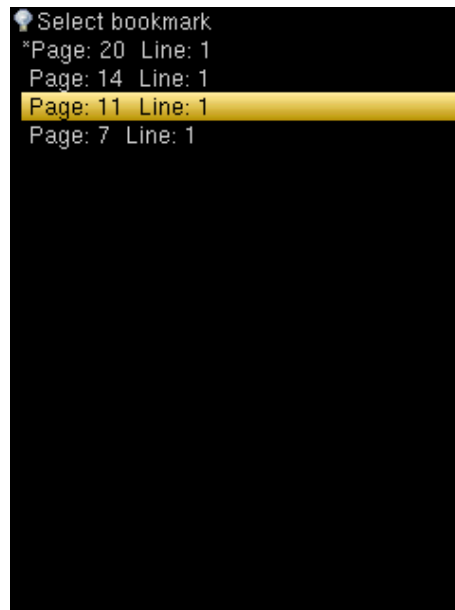 Select bookmark
*Page: 20 Line: 1
Page: 14 Line: 1
Page: 11 Line: 1
Page: 7 Line: 1